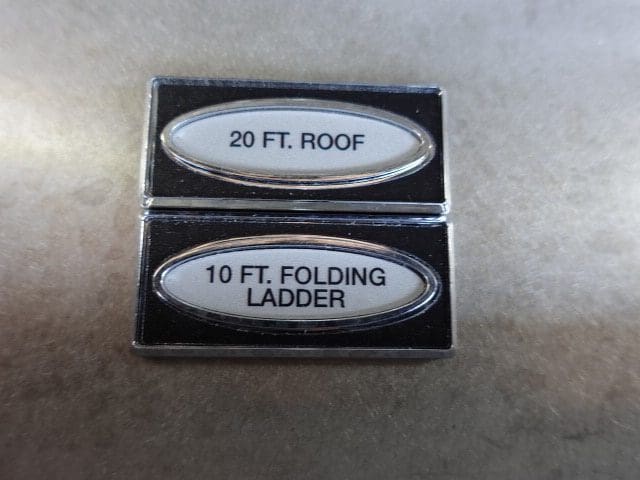 20 FT. ROOF
10 FT. FOLDING
LADDER